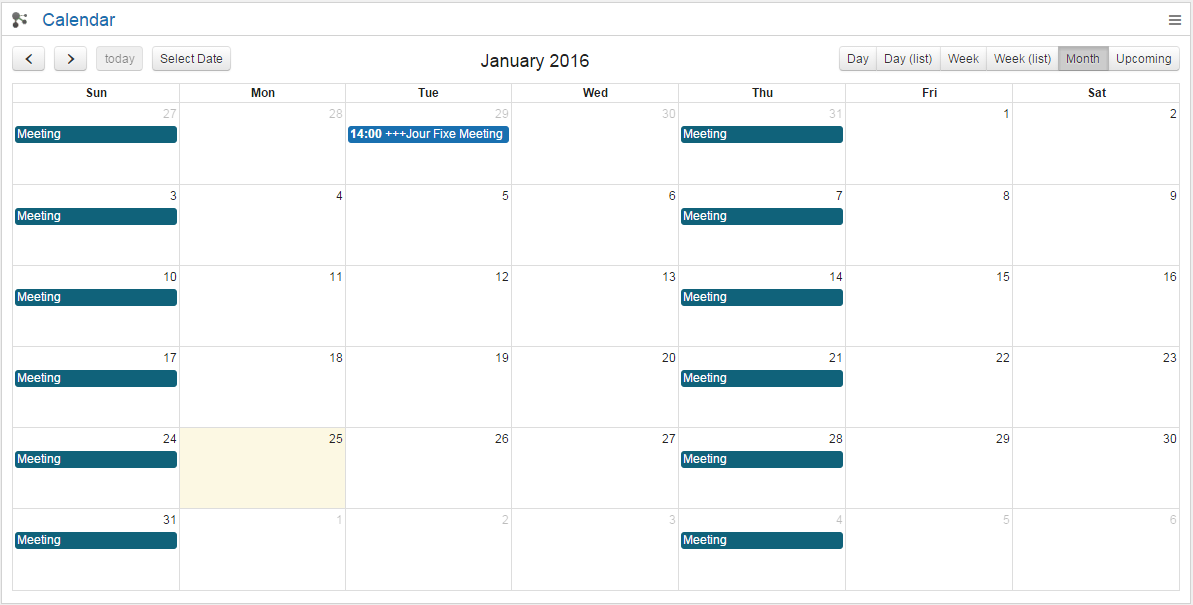 Calendar
today Select Date January 2016 Day Day (list) Week Week (list) Month Upcoming
Sun Mon Tue Wed Thu Fri Sat
27 28 29 30 31 1 2
Meeting 14:00 +++Jour Fixe Meeting Meeting
3 4 5 6 7 8 9
Meeting Meeting
10 11 12 13 14 15 16
Meeting Meeting
17 18 19 20 21 22 23
Meeting Meeting
24 25 26 27 28 29 30
Meeting Meeting
31 1 2 3 4 5 6
Meeting Meeting